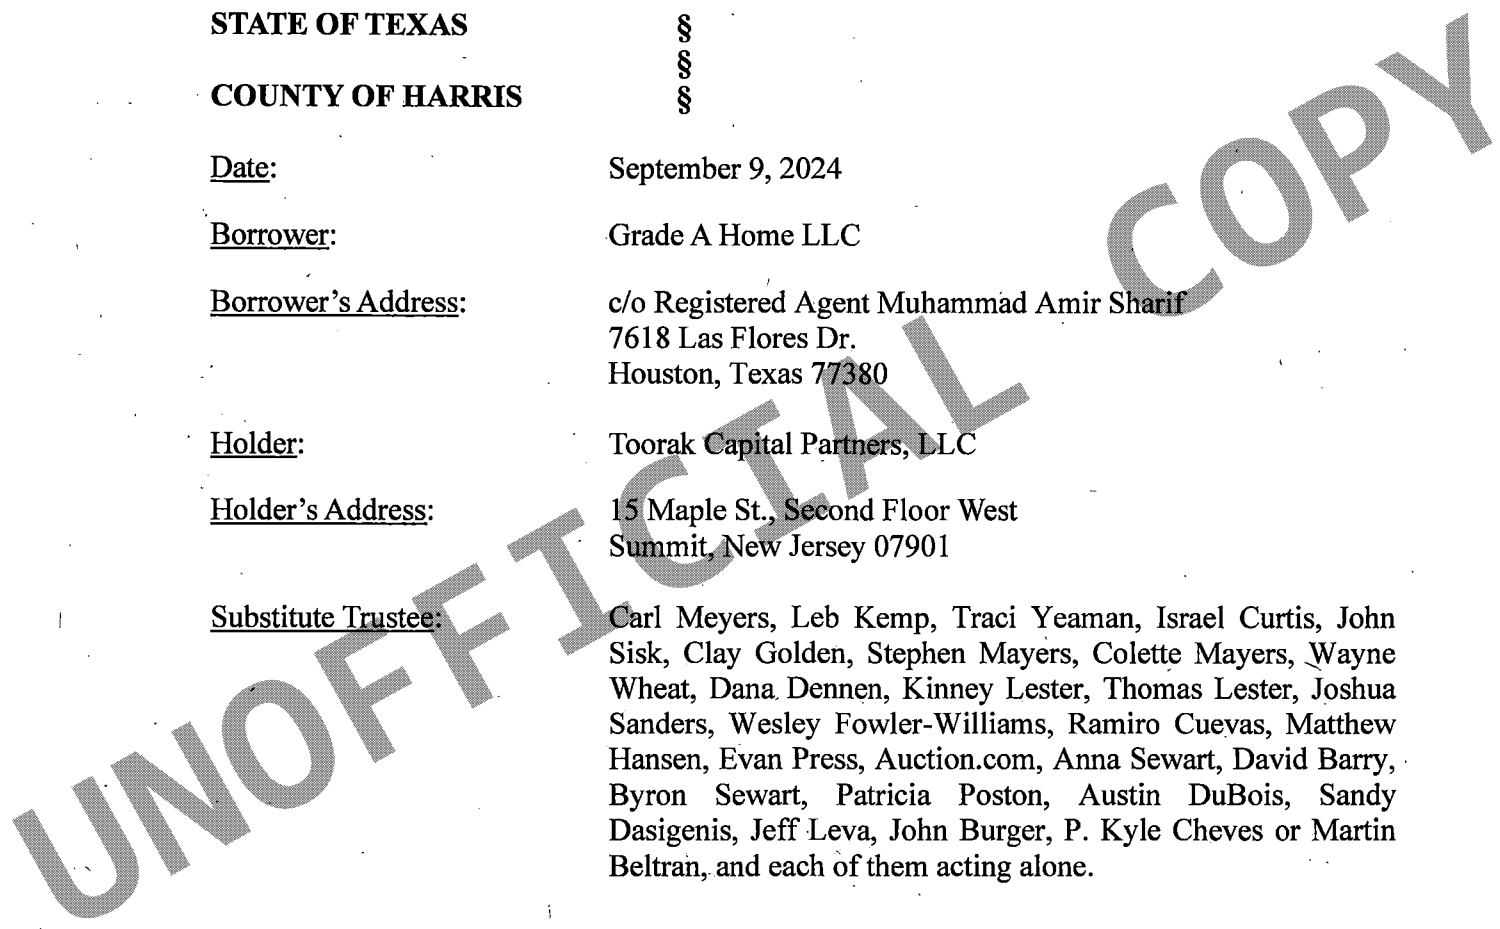 STATE OF TEXAS §
§
COUNTY OF HARRIS §
Date: September 9, 2024
Borrower: Grade A Home LLC
Borrower's Address: c/o Registered Agent Muhammad Amir Sharif
7618 Las Flores Dr.
Houston, Texas 77380
Holder: Toorak Capital Partners, LLC
Holder's Address: 15 Maple St., Second Floor West
Summit, New Jersey 07901
Substitute Trustee: Carl Meyers, Leb Kemp, Traci Yeaman, Israel Curtis, John
Sisk, Clay Golden, Stephen Mayers, Colette Mayers, Wayne
Wheat, Dana Dennen, Kinney Lester, Thomas Lester, Joshua
Sanders, Wesley Fowler-Williams, Ramiro Cuevas, Matthew
Hansen, Evan Press, Auction.com, Anna Sewart, David Barry,
Byron Sewart, Patricia Poston, Austin DuBois, Sandy
Dasigenis, Jeff Leva, John Burger, P. Kyle Cheves or Martin
Beltran, and each of them acting alone.
UNOFFICIAL COPY